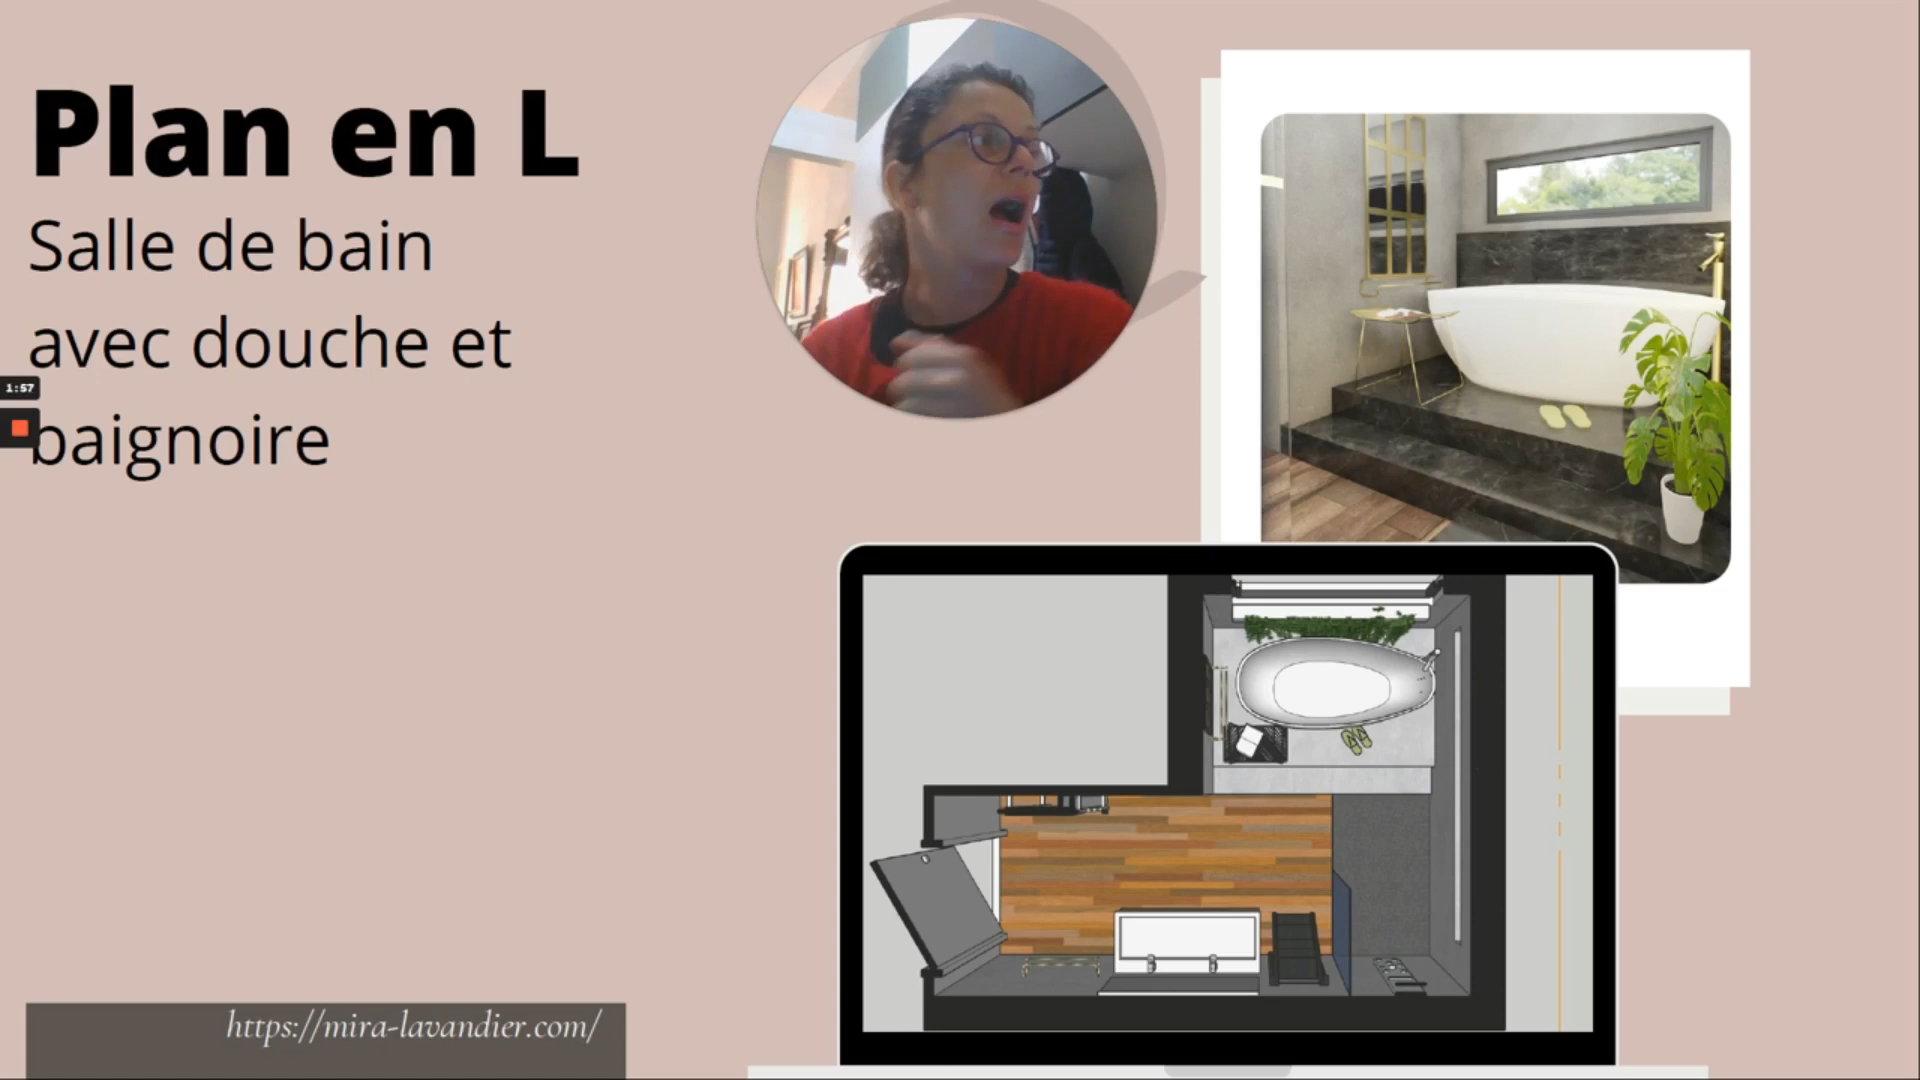 Plan en L
Salle de bain
avec douche et
1:57
baignoire
https://mira-lavandier.com/